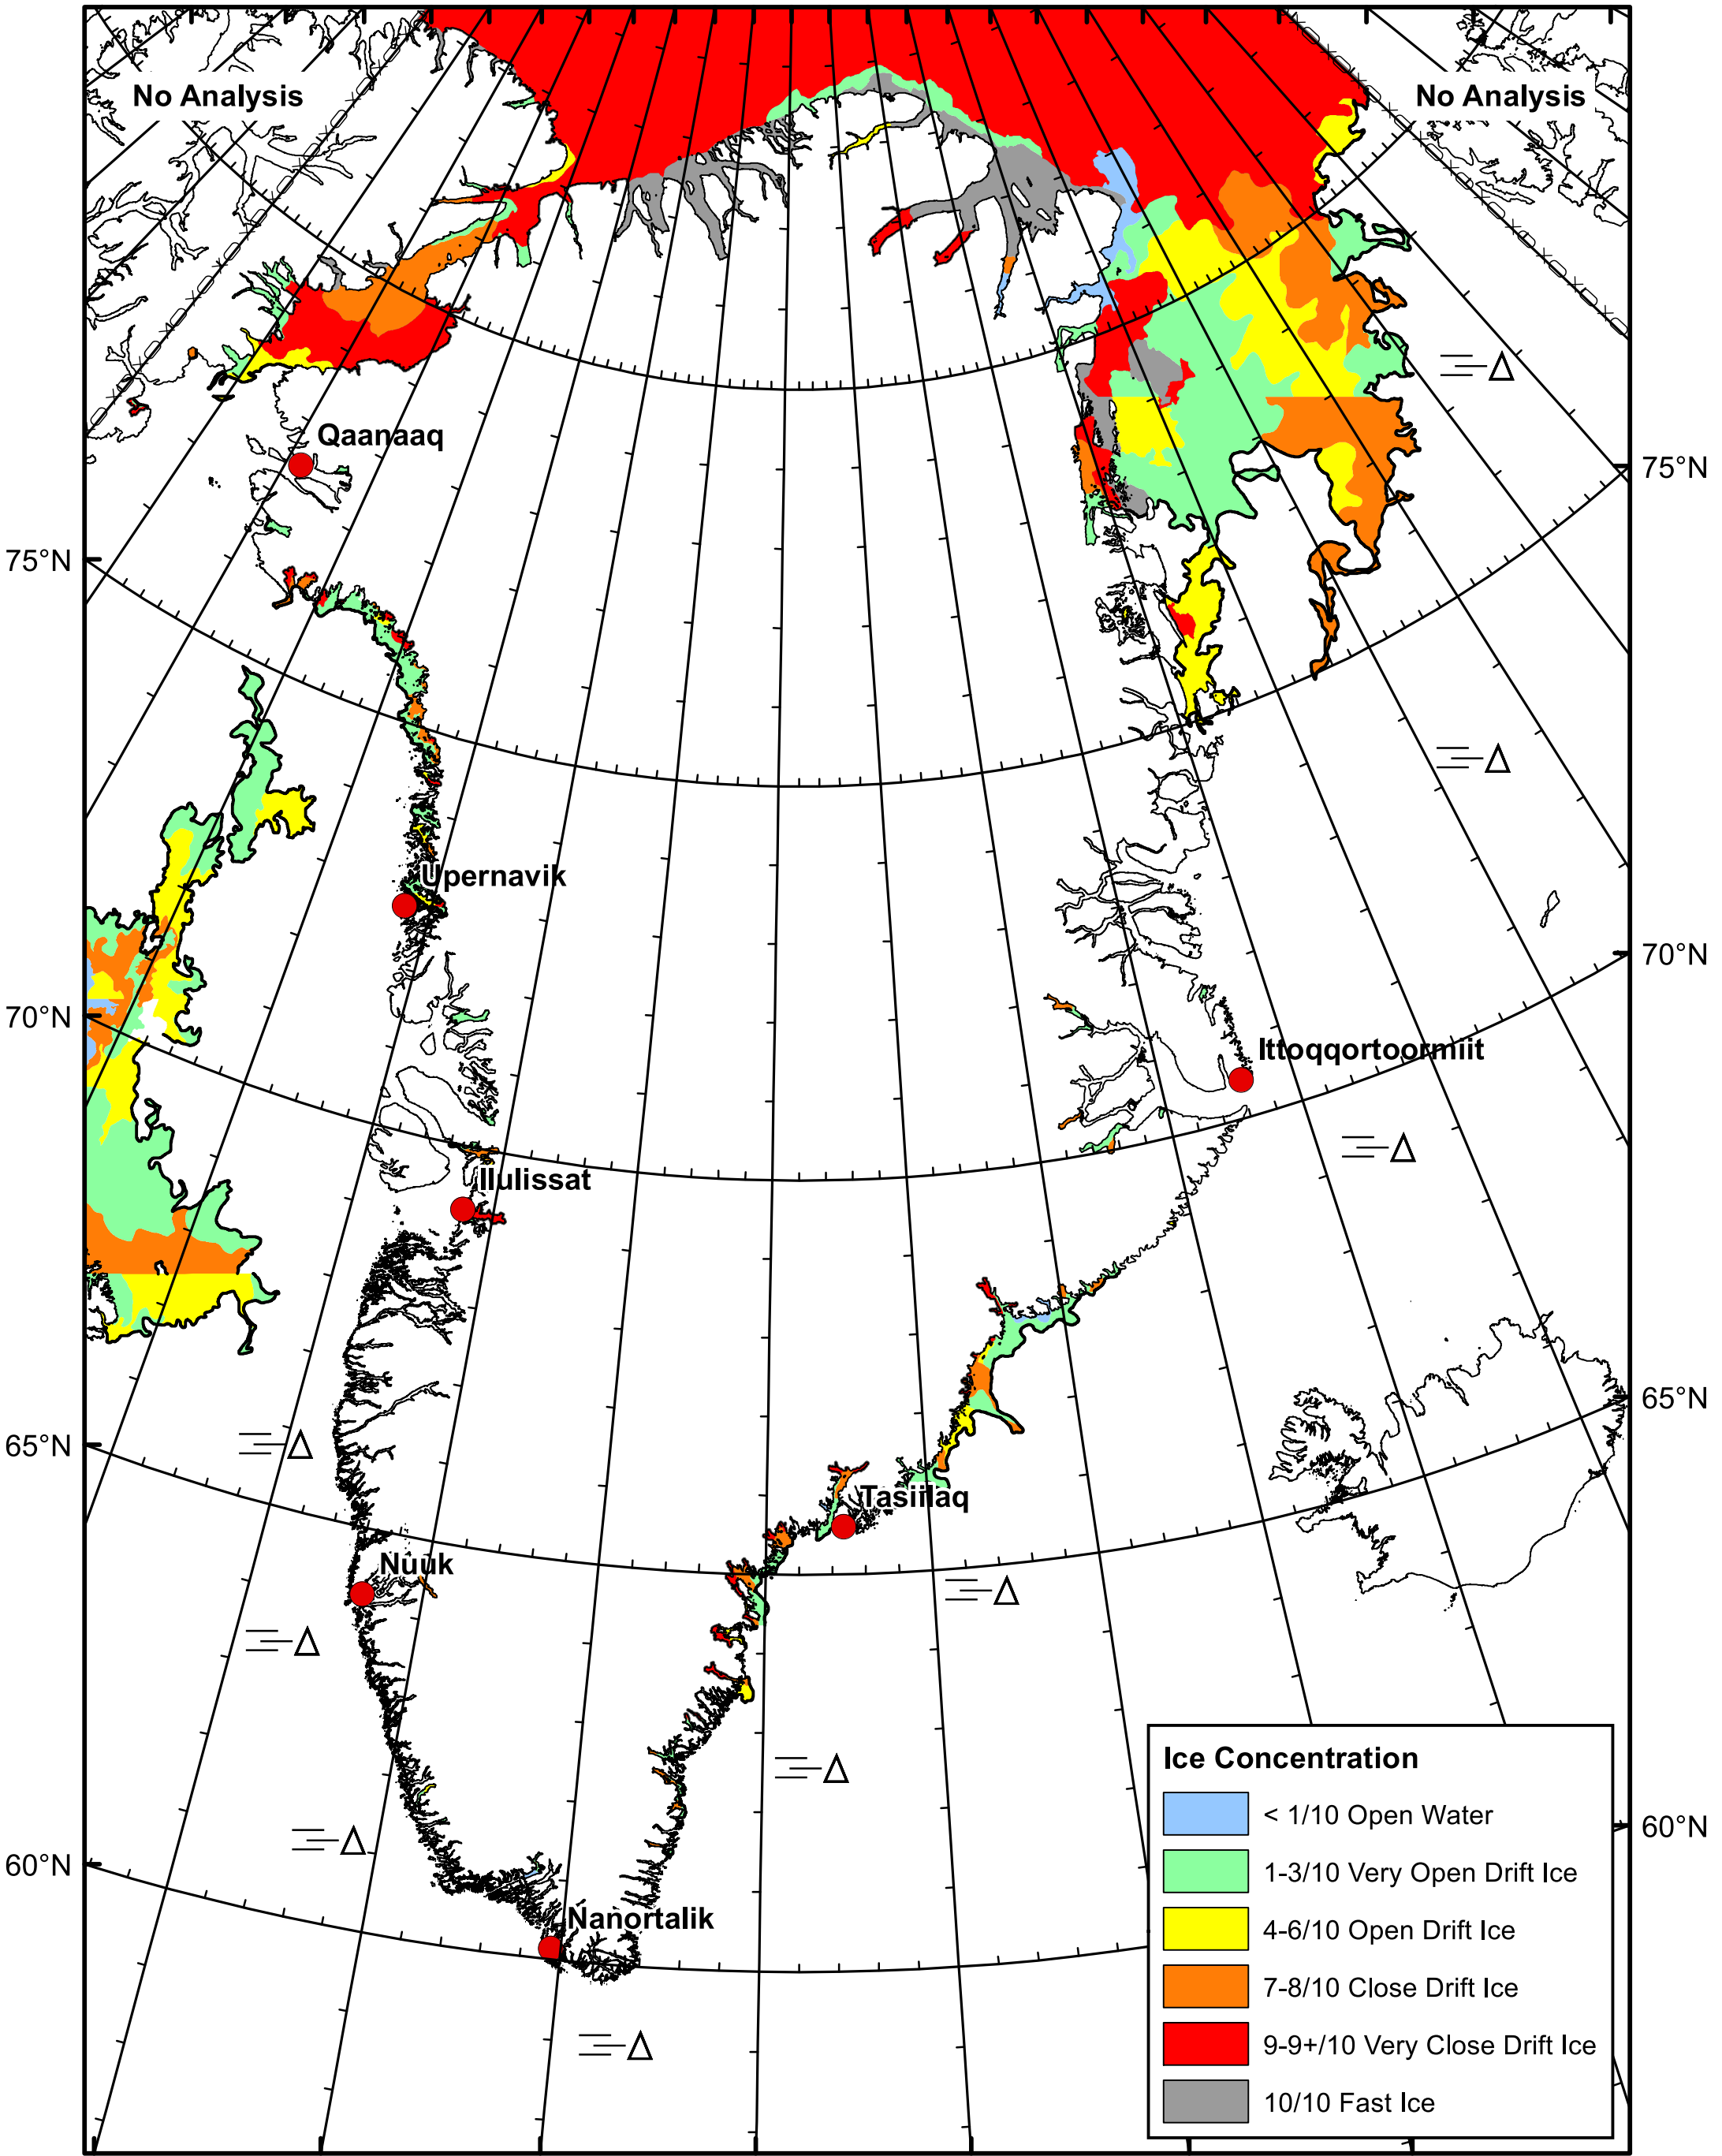 No Analysis
No Analysis
Qaanaaq
75°N
75°N
Upernavik
70°N
70°N
Ittoqqortoormiit
Ilulissat
65°N
65°N
Tasiilaq
Nuuk
Ice Concentration
< 1/10 Open Water
1-3/10 Very Open Drift Ice
4-6/10 Open Drift Ice
7-8/10 Close Drift Ice
9-9+/10 Very Close Drift Ice
10/10 Fast Ice
60°N
60°N
Nanortalik